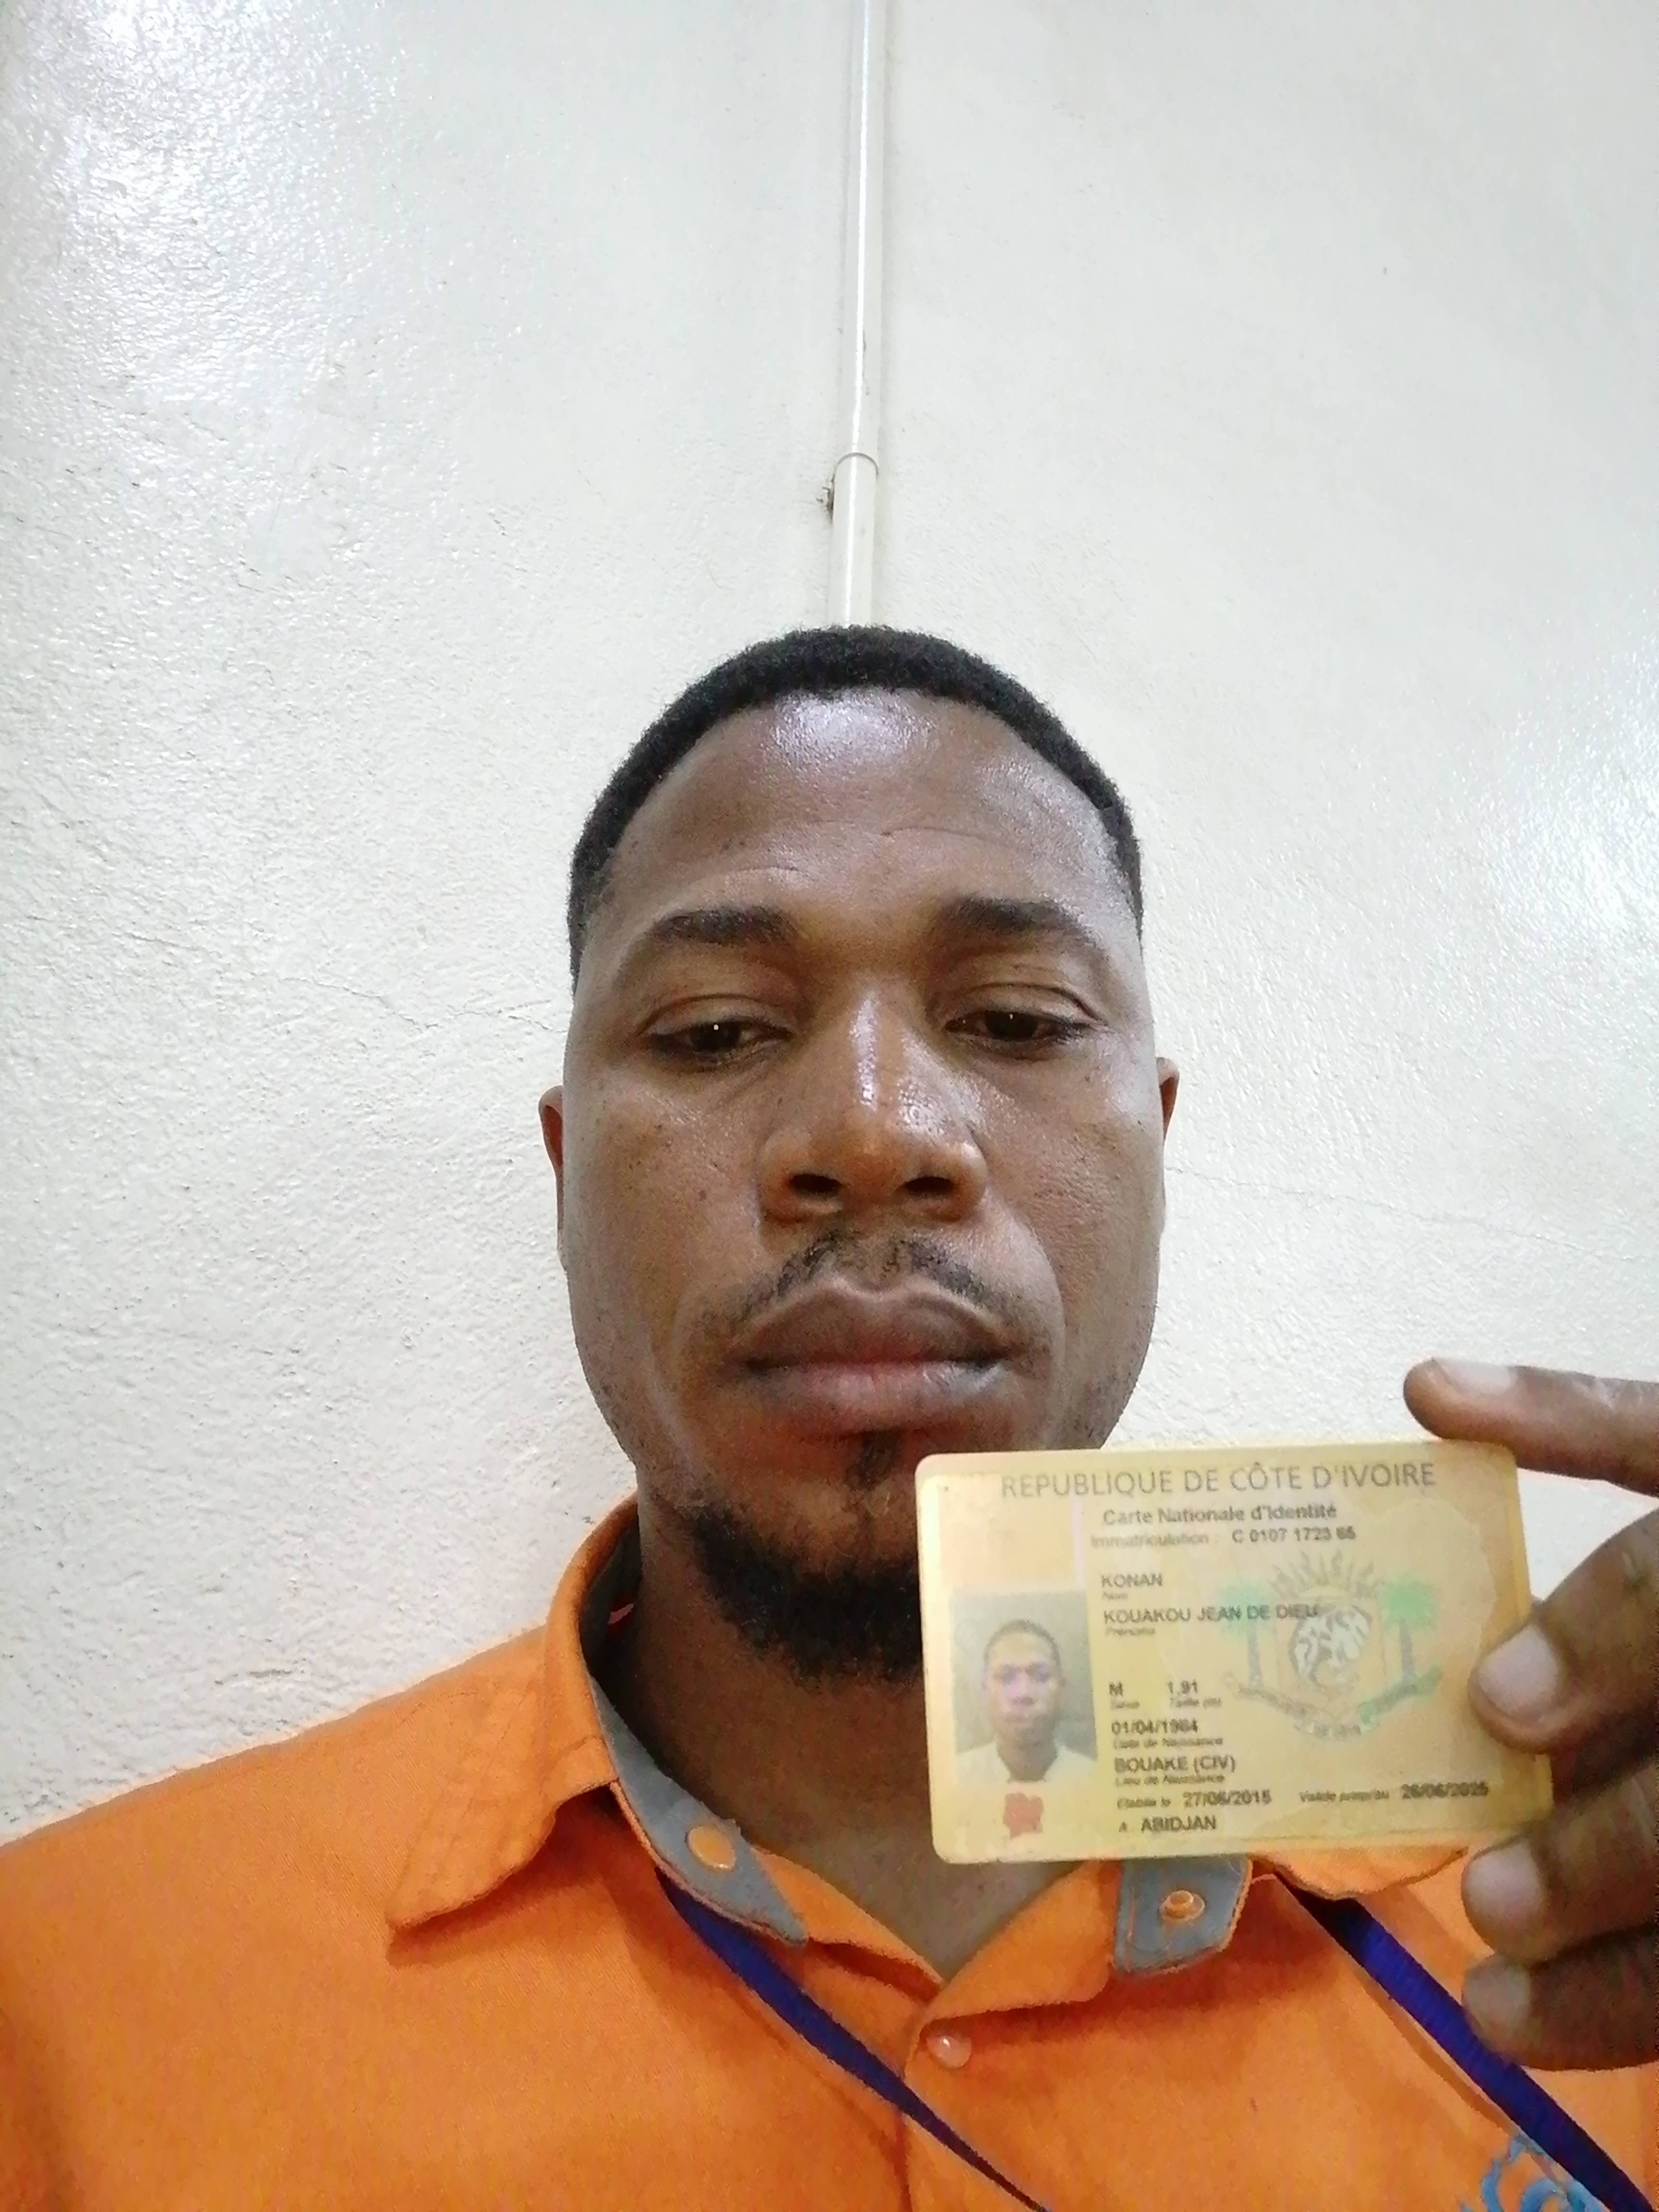 REPUBLIQUE DE CÔTE D'IVOIRE
Carte Nationale d'Identité
Immatriculation : C 0107 1723 65
KONAN
Nom
KOUAKOU JEAN DE DIEU
Prénoms
M 1,91
Sexe Taille (m)
01/04/1984
Date de Naissance
BOUAKE (CIV)
Lieu de Naissance
Etablie le 27/06/2015 Valide jusqu'au 26/06/2025
A ABIDJAN